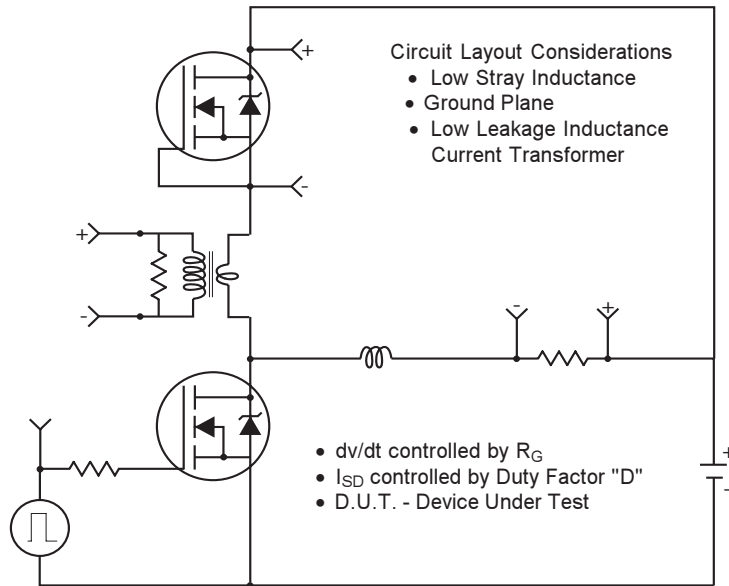 +
-
Circuit Layout Considerations
• Low Stray Inductance
• Ground Plane
• Low Leakage Inductance
Current Transformer
+
-
-
+
• dv/dt controlled by RG
• ISD controlled by Duty Factor "D"
• D.U.T. - Device Under Test
+
-